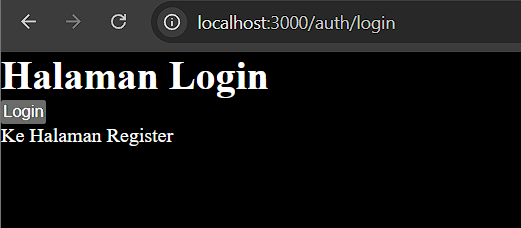 localhost:3000/auth/login
Halaman Login
Login
Ke Halaman Register